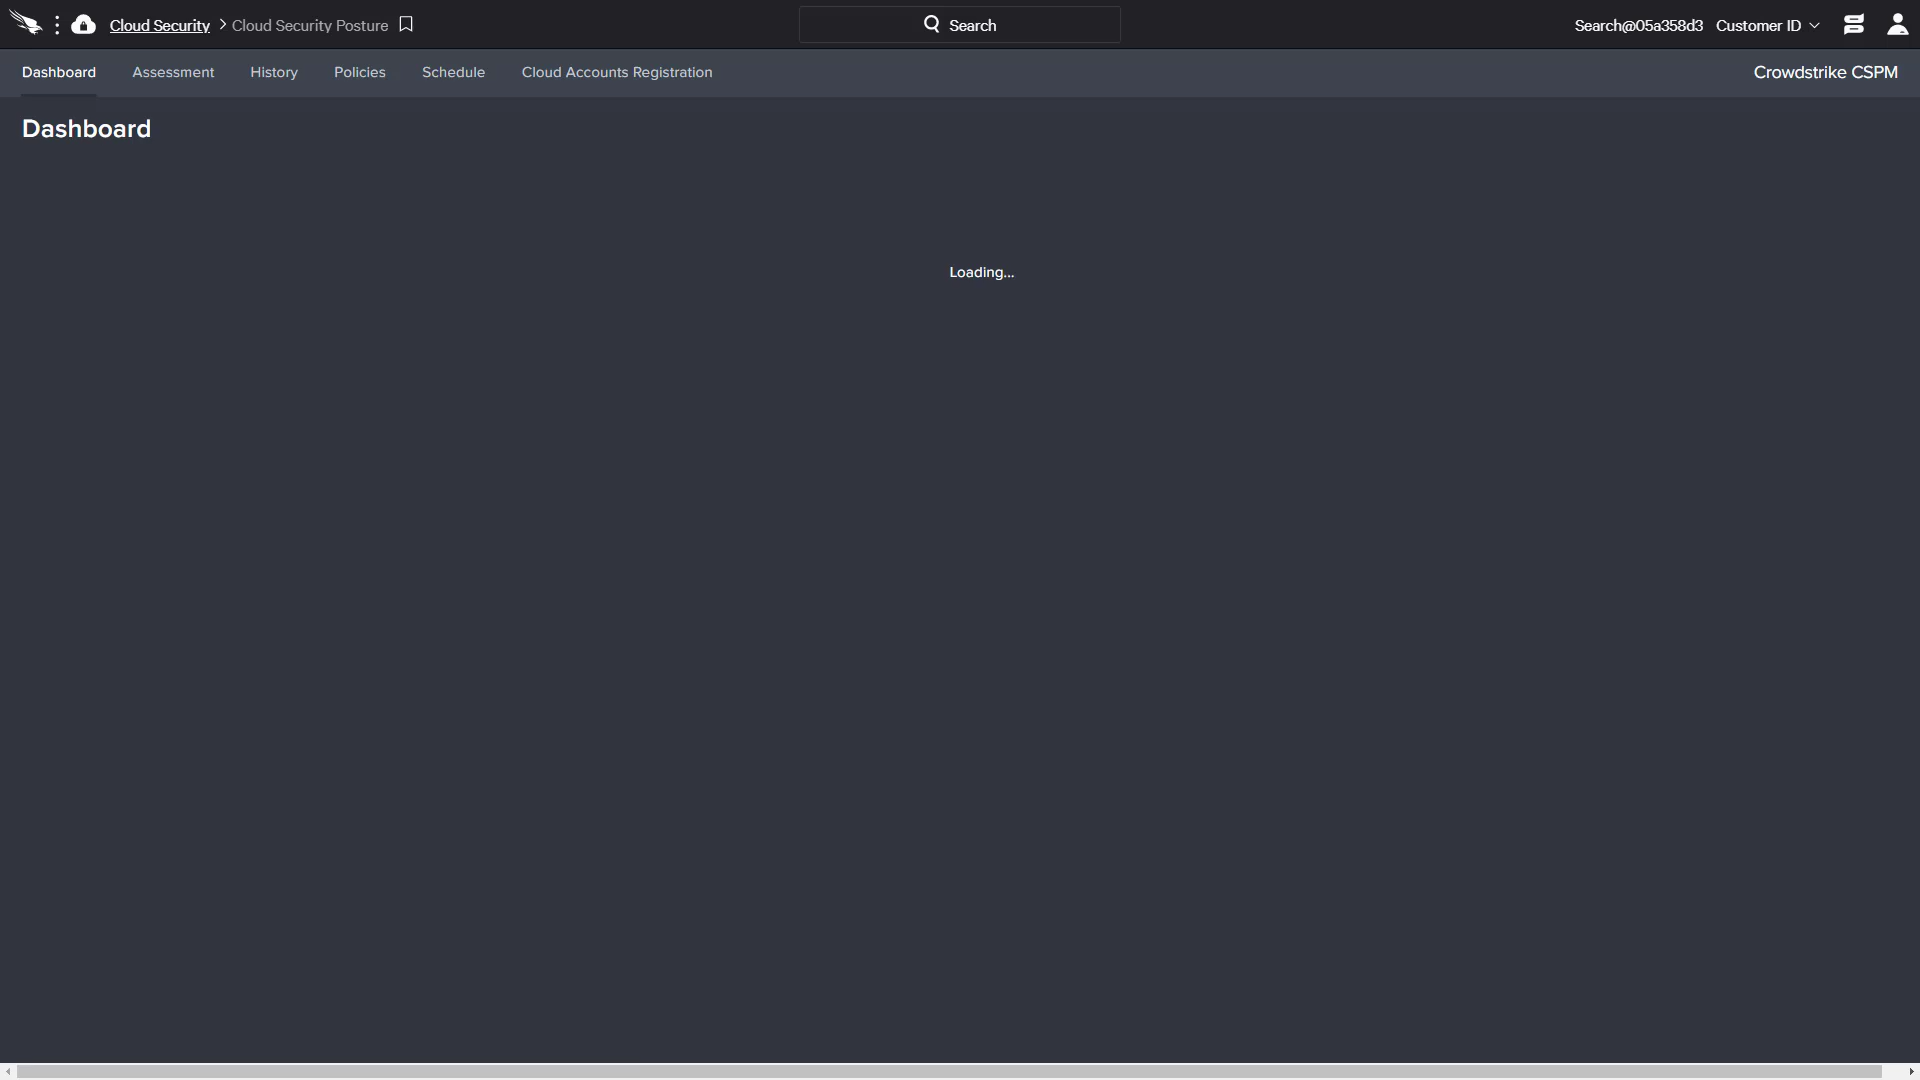 Cloud Security > Cloud Security Posture
Search
Search@05a358d3 Customer ID
Dashboard Assessment History Policies Schedule Cloud Accounts Registration
Crowdstrike CSPM
Dashboard
Loading...